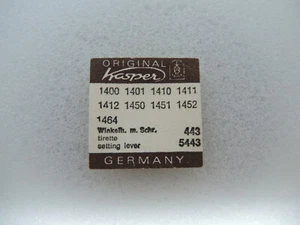 ORIGINAL
Kasper
1400 1401 1410 1411
1412 1450 1451 1452
1464
Winkelh. m. Schr. 443
tirette
setting lever 5443
GERMANY